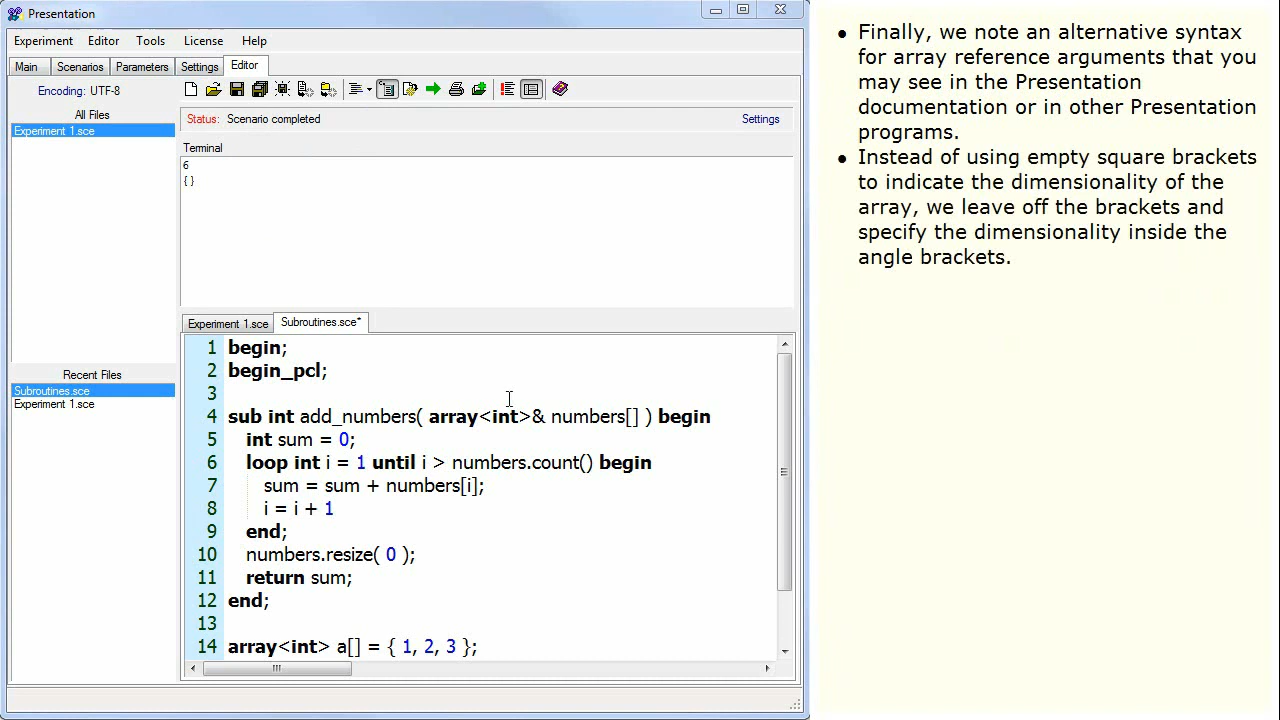 Presentation
Experiment Editor Tools License Help
Main Scenarios Parameters Settings Editor
Encoding: UTF-8
All Files
Experiment 1.sce
Recent Files
Subroutines.sce
Experiment 1.sce
Status: Scenario completed Settings
Terminal
6
{ }
Experiment 1.sce Subroutines.sce*
1 begin;
2 begin_pcl;
3
4 sub int add_numbers( array<int>& numbers[] ) begin
5 int sum = 0;
6 loop int i = 1 until i > numbers.count() begin
7 sum = sum + numbers[i];
8 i = i + 1
9 end;
10 numbers.resize( 0 );
11 return sum;
12 end;
13
14 array<int> a[] = { 1, 2, 3 };
• Finally, we note an alternative syntax
for array reference arguments that you
may see in the Presentation
documentation or in other Presentation
programs.
• Instead of using empty square brackets
to indicate the dimensionality of the
array, we leave off the brackets and
specify the dimensionality inside the
angle brackets.